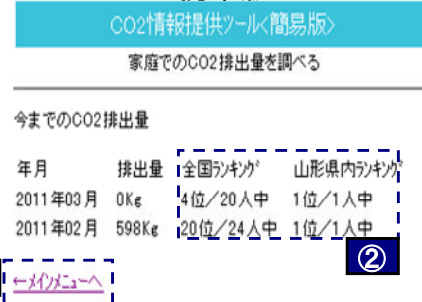 CO2情報提供ツール<簡易版>
家庭でのCO2排出量を調べる
今までのCO2排出量
年月 排出量 全国ランキング 山形県内ランキング
2011年03月 0Kg 4位/20人中 1位/1人中
2011年02月 598Kg 20位/24人中 1位/1人中
②
←メインメニューへ